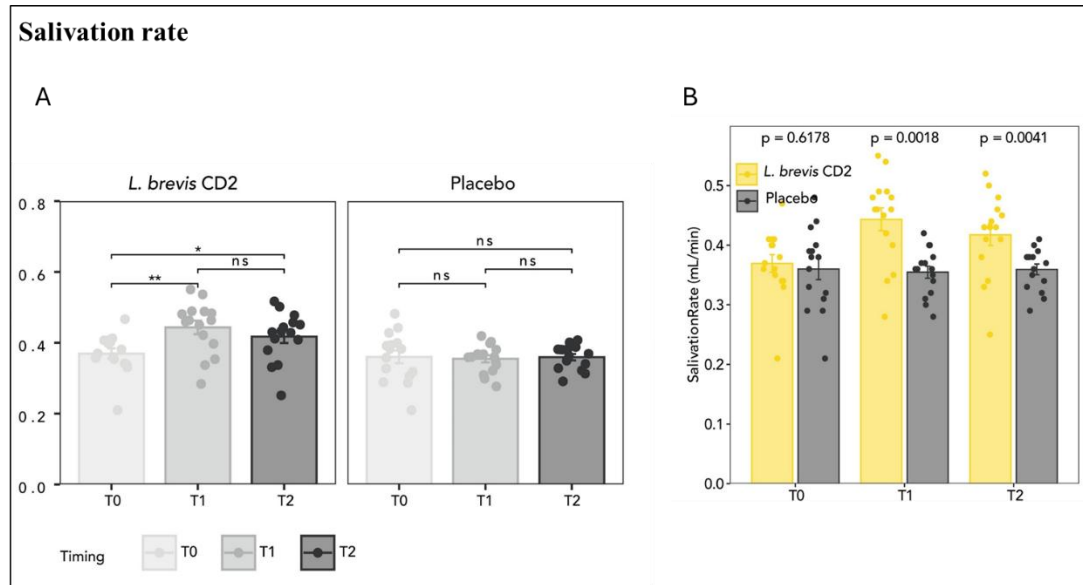 Salivation rate
A
L. brevis CD2
Placebo
0.8
0.6
0.4
0.2
0.0
*
**
ns
ns
ns
ns
T0
T1
T2
T0
T1
T2
Timing
T0
T1
T2
B
p = 0.6178
p = 0.0018
p = 0.0041
L. brevis CD2
Placebo
SalivationRate (mL/min)
0.5
0.4
0.3
0.2
0.1
0.0
T0
T1
T2